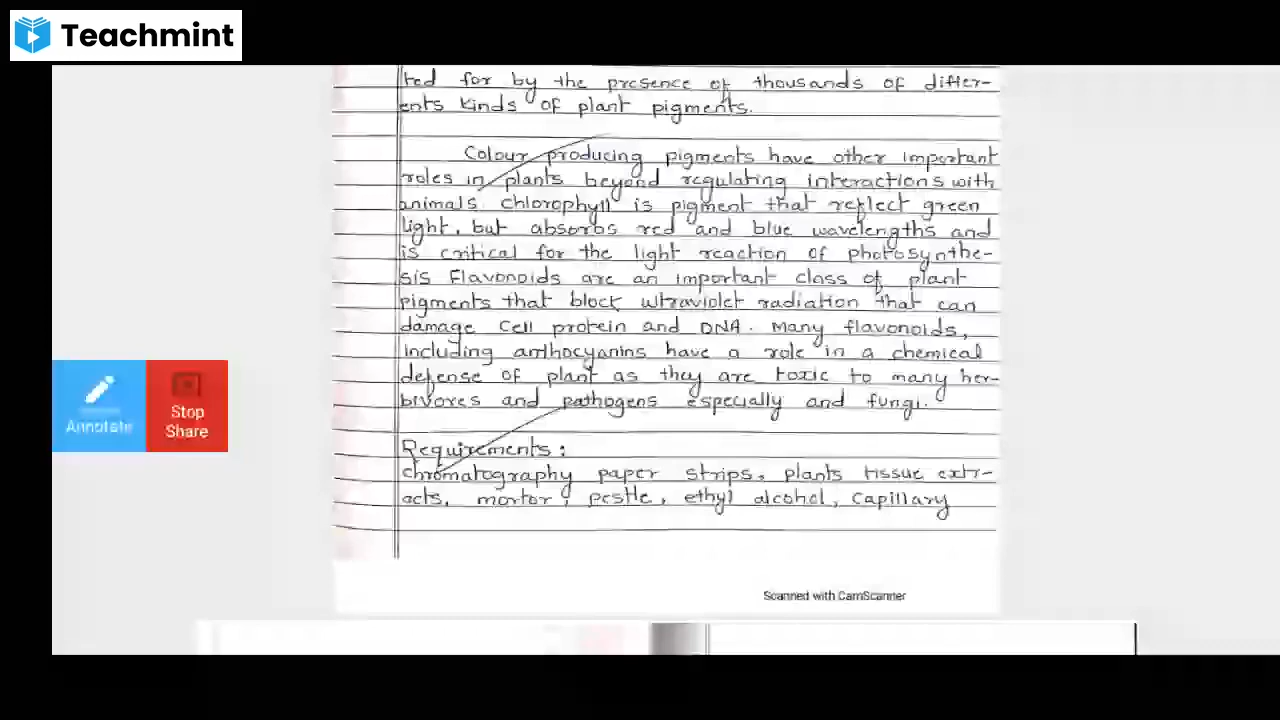 Teachmint
ted for by the presence of thousands of differ-
ents kinds of plant pigments.
Colour producing pigments have other important
roles in plants beyond regulating interactions with
animals. chlorophyll is pigment that reflect green
light, but absorbs red and blue wavelengths and
is critical for the light reaction of photosynthe-
sis Flavonoids are an important class of plant
pigments that block ultraviolet radiation that can
damage cell protein and DNA. Many flavonoids,
including anthocyanins have a role in a chemical
defense of plant as they are toxic to many her-
bivores and pathogens especially and fungi.
Requirements:
chromatography paper strips, plants tissue extr-
acts, mortor, pestle, ethyl alcohol, capillary
Annotate
Stop
Share
Scanned with CamScanner